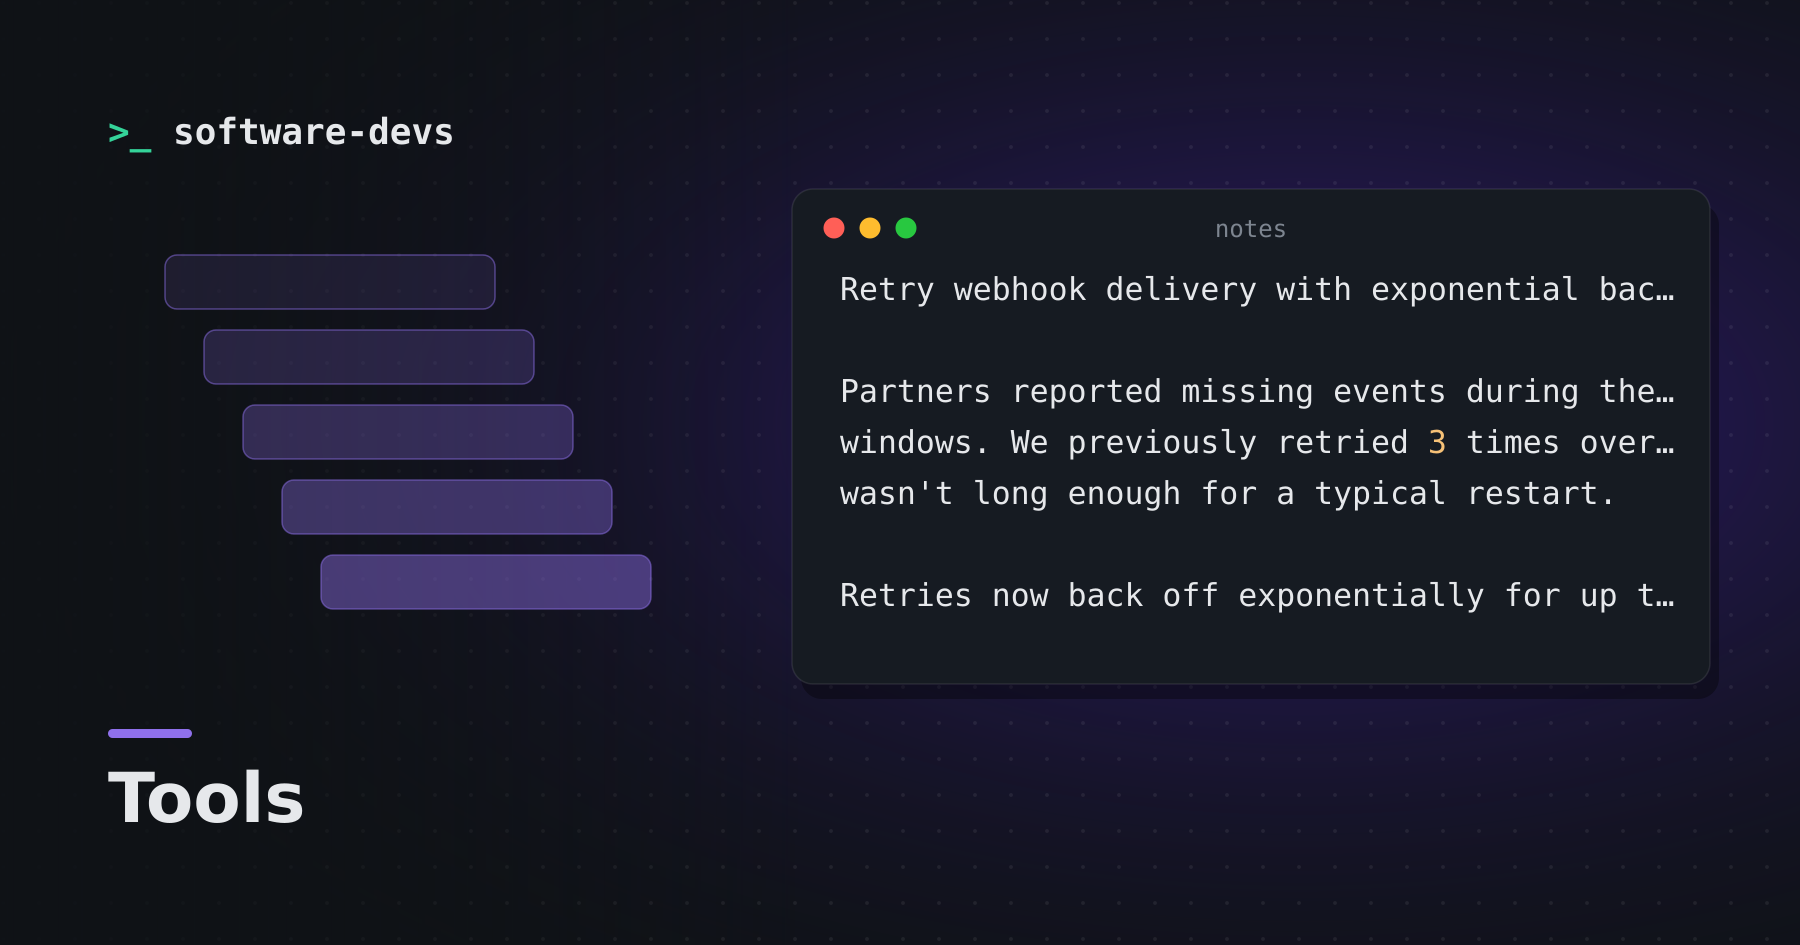 >_ software-devs
notes
Retry webhook delivery with exponential bac…
Partners reported missing events during the…
windows. We previously retried 3 times over…
wasn't long enough for a typical restart.
Retries now back off exponentially for up t…
Tools